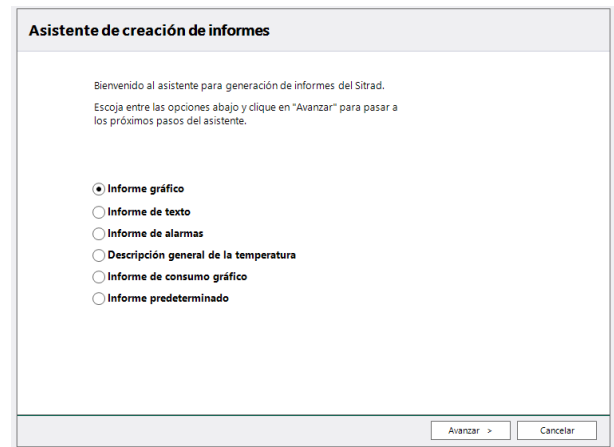 Asistente de creación de informes
Bienvenido al asistente para generación de informes del Sitrad.
Escoja entre las opciones abajo y clique en "Avanzar" para pasar a
los próximos pasos del asistente.
Informe gráfico
Informe de texto
Informe de alarmas
Descripción general de la temperatura
Informe de consumo gráfico
Informe predeterminado
Avanzar >
Cancelar